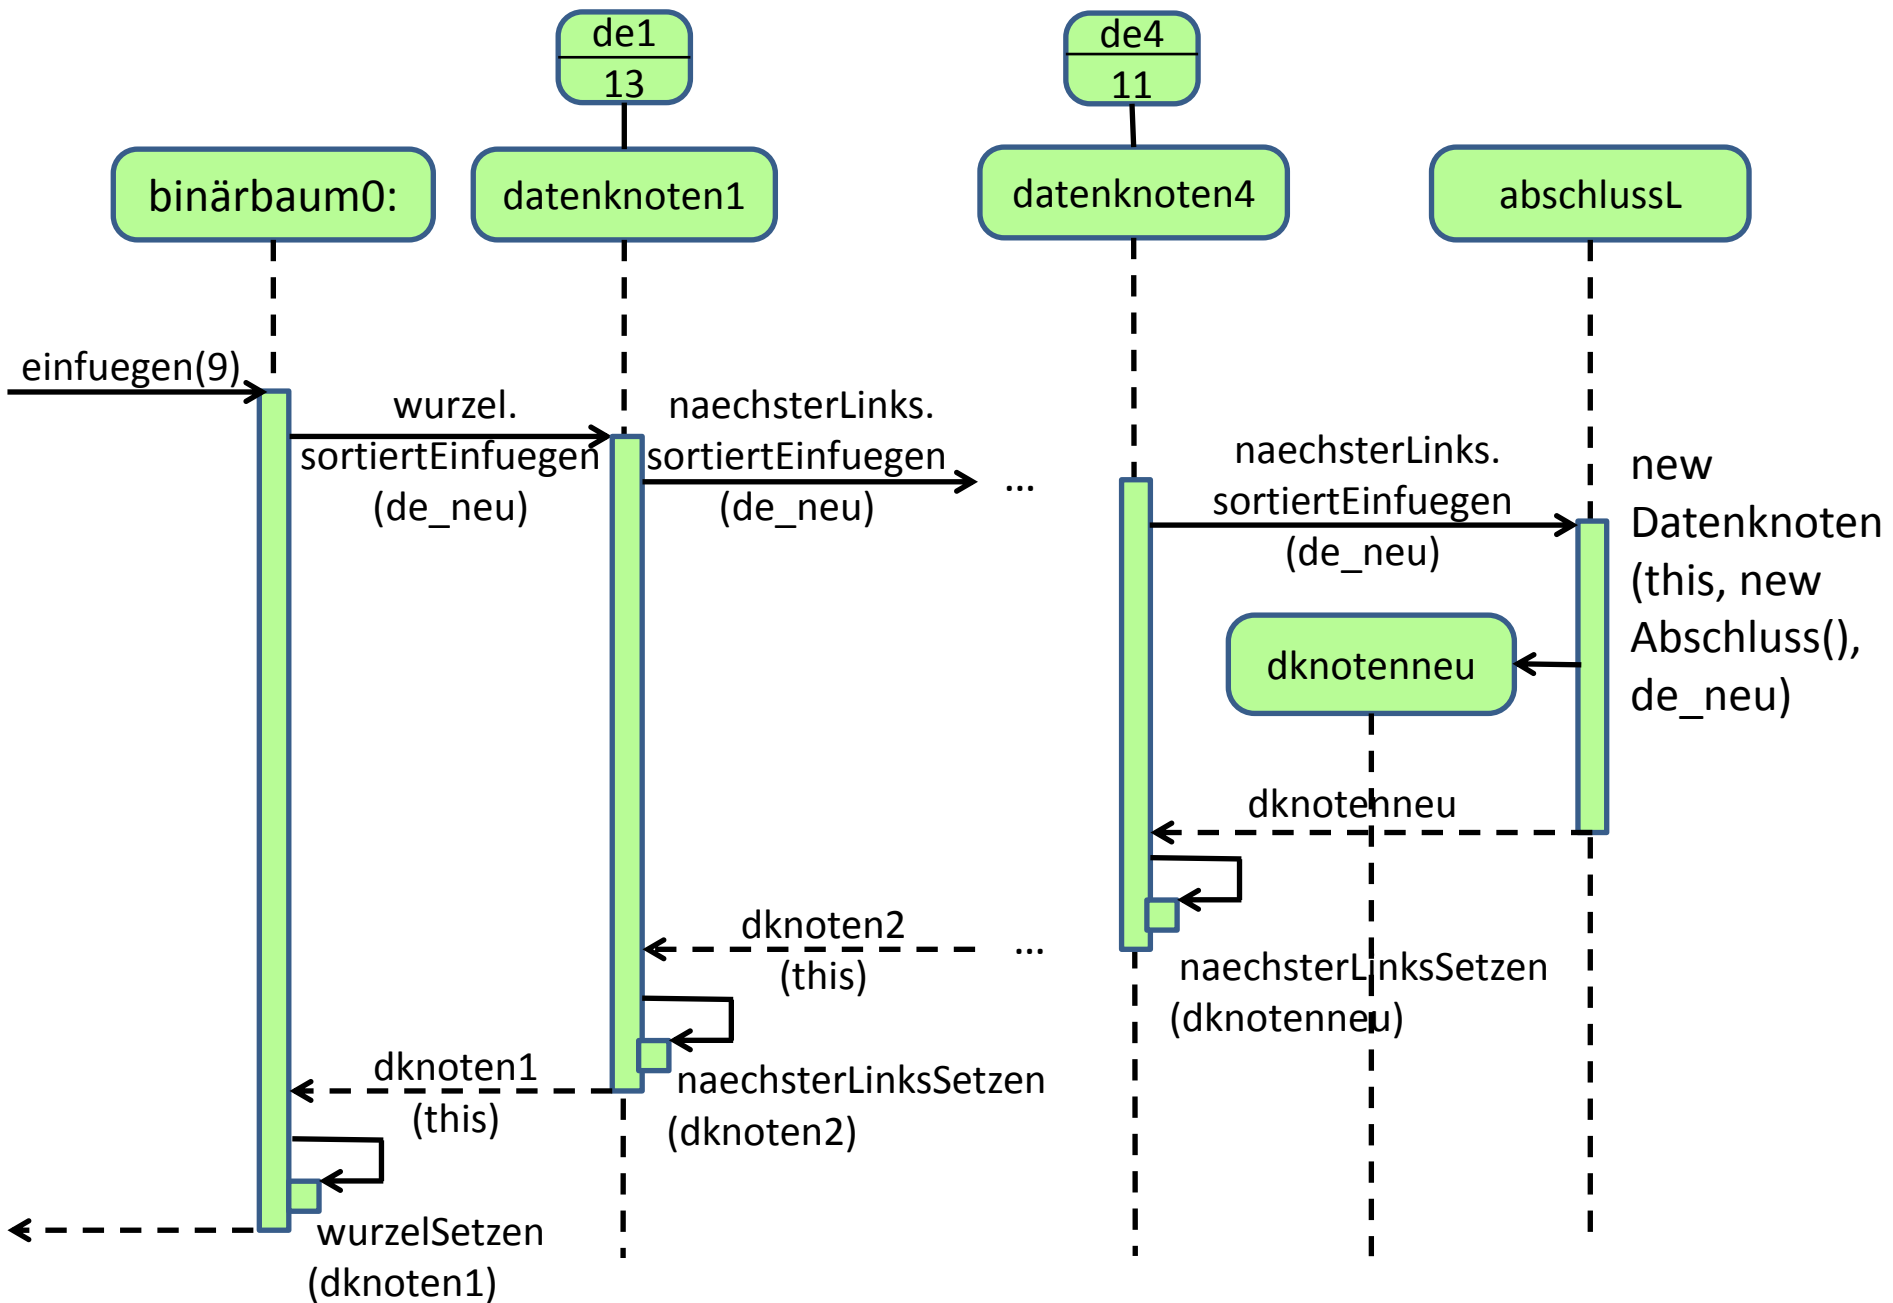 de1
13
de4
11
binärbaum0:
datenknoten1
datenknoten4
abschlussL
einfuegen(9)
wurzel.
sortiertEinfuegen
(de_neu)
naechsterLinks.
sortiertEinfuegen
(de_neu)
...
naechsterLinks.
sortiertEinfuegen
(de_neu)
new
Datenknoten
(this, new
Abschluss(),
de_neu)
dknotenneu
dknotenneu
naechsterLinksSetzen
(dknotenneu)
dknoten2
(this)
...
naechsterLinksSetzen
(dknoten2)
dknoten1
(this)
wurzelSetzen
(dknoten1)